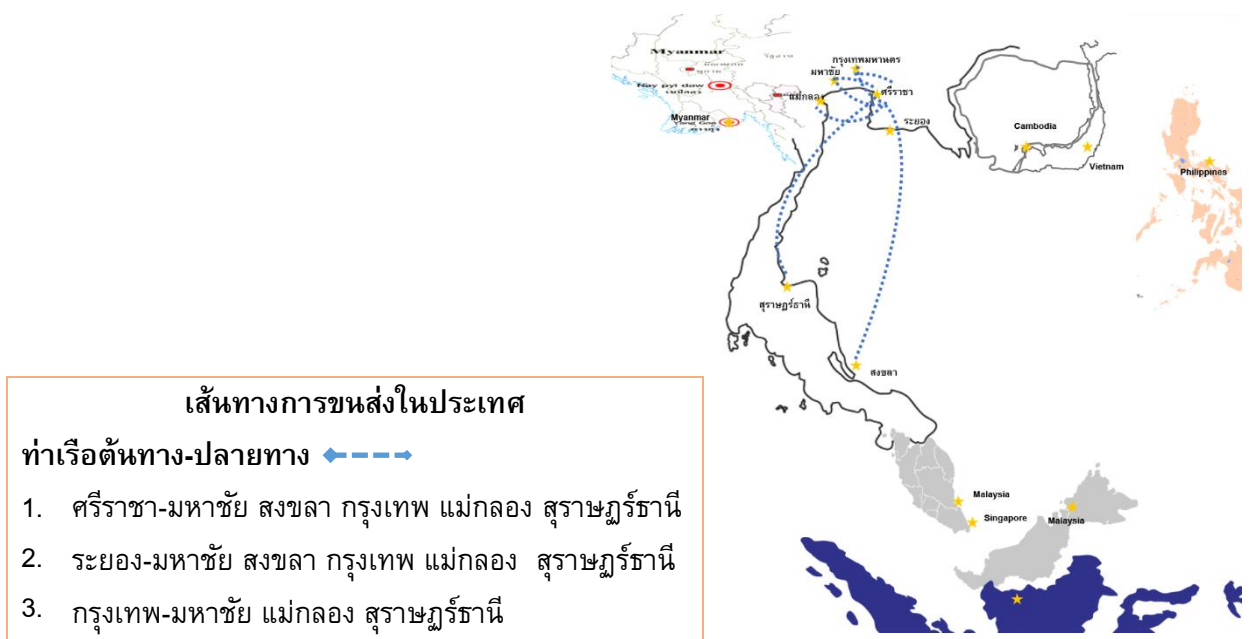 Myanmar
Nay pyi daw
Myanmar
กรุงเทพมหานคร
มหาชัย
ศรีราชา
แม่กลอง
ระยอง
Cambodia
Vietnam
Philippines
สุราษฎร์ธานี
สงขลา
Malaysia
Singapore
Malaysia
เส้นทางการขนส่งในประเทศ
ท่าเรือต้นทาง-ปลายทาง
1. ศรีราชา-มหาชัย สงขลา กรุงเทพ แม่กลอง สุราษฏร์ธานี
2. ระยอง-มหาชัย สงขลา กรุงเทพ แม่กลอง สุราษฏร์ธานี
3. กรุงเทพ-มหาชัย แม่กลอง สุราษฏร์ธานี